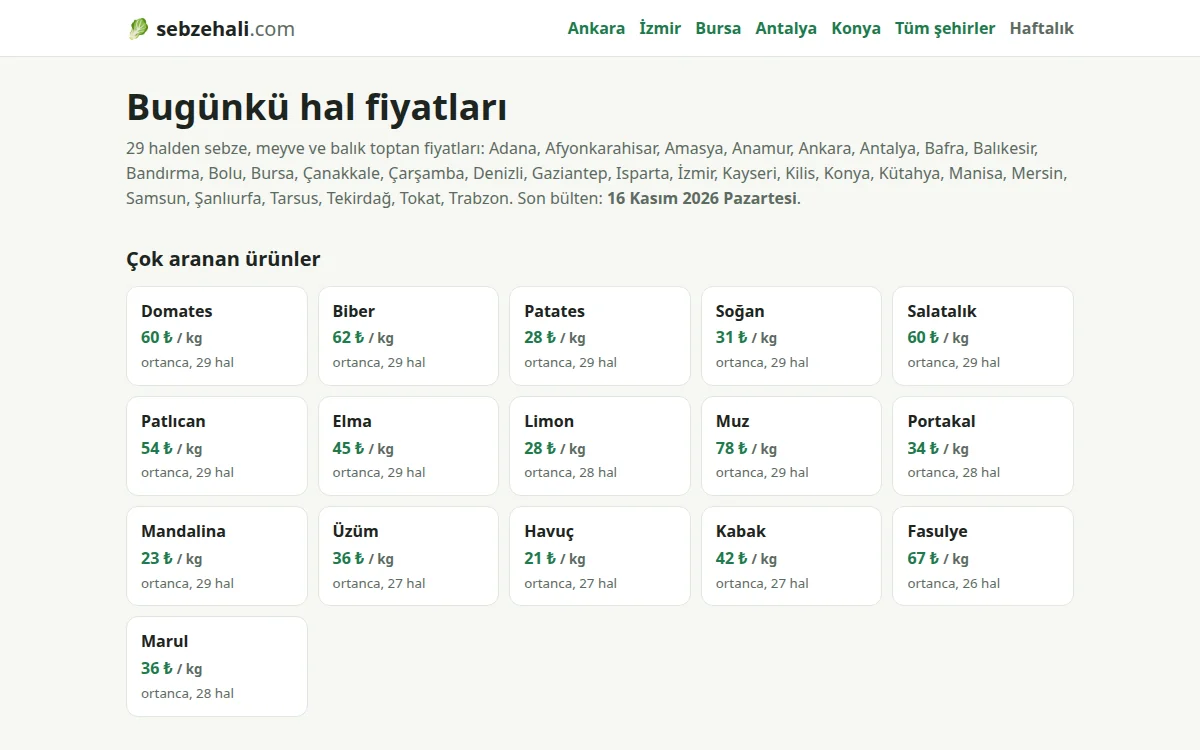 sebzehali.com
Ankara İzmir Bursa Antalya Konya Tüm şehirler Haftalık
Bugünkü hal fiyatları
29 halden sebze, meyve ve balık toptan fiyatları: Adana, Afyonkarahisar, Amasya, Anamur, Ankara, Antalya, Bafra, Balıkesir,
Bandırma, Bolu, Bursa, Çanakkale, Çarşamba, Denizli, Gaziantep, Isparta, İzmir, Kayseri, Kilis, Konya, Kütahya, Manisa, Mersin,
Samsun, Şanlıurfa, Tarsus, Tekirdağ, Tokat, Trabzon. Son bülten: 16 Kasım 2026 Pazartesi.
Çok aranan ürünler
Domates
60 ₺ / kg
ortanca, 29 hal
Biber
62 ₺ / kg
ortanca, 29 hal
Patates
28 ₺ / kg
ortanca, 29 hal
Soğan
31 ₺ / kg
ortanca, 29 hal
Salatalık
60 ₺ / kg
ortanca, 29 hal
Patlıcan
54 ₺ / kg
ortanca, 29 hal
Elma
45 ₺ / kg
ortanca, 29 hal
Limon
28 ₺ / kg
ortanca, 28 hal
Muz
78 ₺ / kg
ortanca, 29 hal
Portakal
34 ₺ / kg
ortanca, 28 hal
Mandalina
23 ₺ / kg
ortanca, 29 hal
Üzüm
36 ₺ / kg
ortanca, 27 hal
Havuç
21 ₺ / kg
ortanca, 27 hal
Kabak
42 ₺ / kg
ortanca, 27 hal
Fasulye
67 ₺ / kg
ortanca, 26 hal
Marul
36 ₺ / kg
ortanca, 28 hal